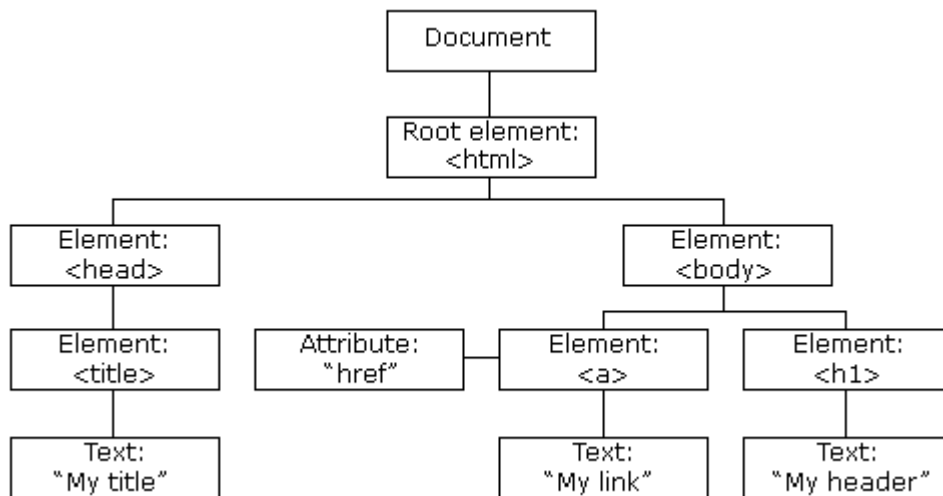 Document
Root element:
<html>
Element:
<head>
Element:
<body>
Element:
<title>
Attribute:
“href”
Element:
<a>
Element:
<h1>
Text:
“My title”
Text:
“My link”
Text:
“My header”